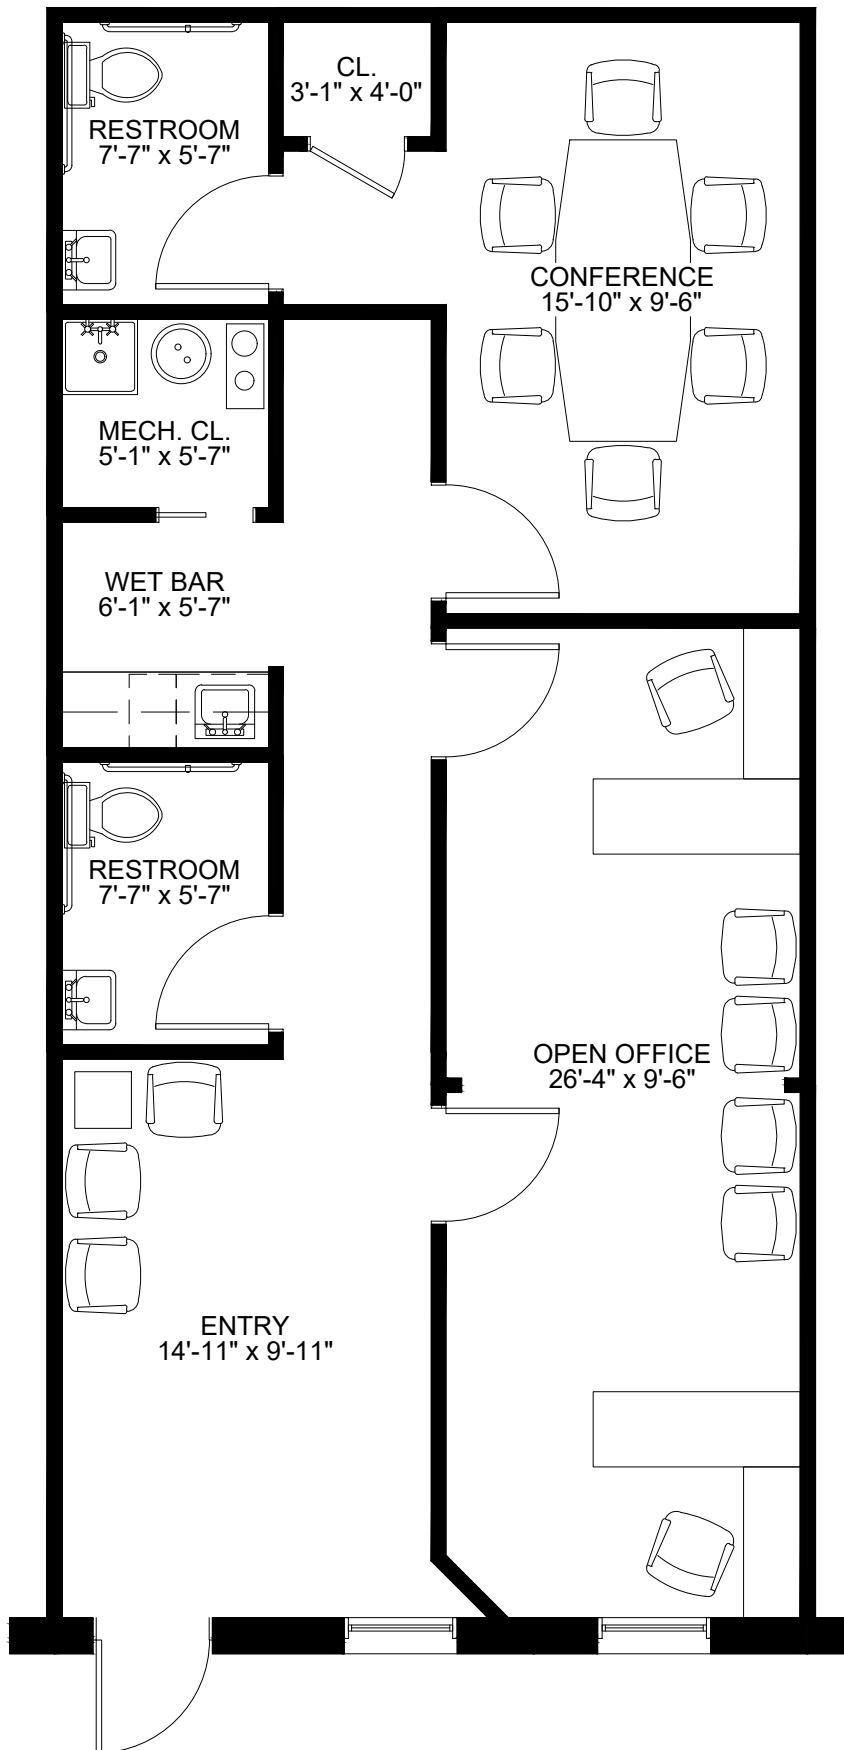 CL.
3'-1" x 4'-0"
RESTROOM
7'-7" x 5'-7"
CONFERENCE
15'-10" x 9'-6"
MECH. CL.
5'-1" x 5'-7"
WET BAR
6'-1" x 5'-7"
RESTROOM
7'-7" x 5'-7"
OPEN OFFICE
26'-4" x 9'-6"
ENTRY
14'-11" x 9'-11"